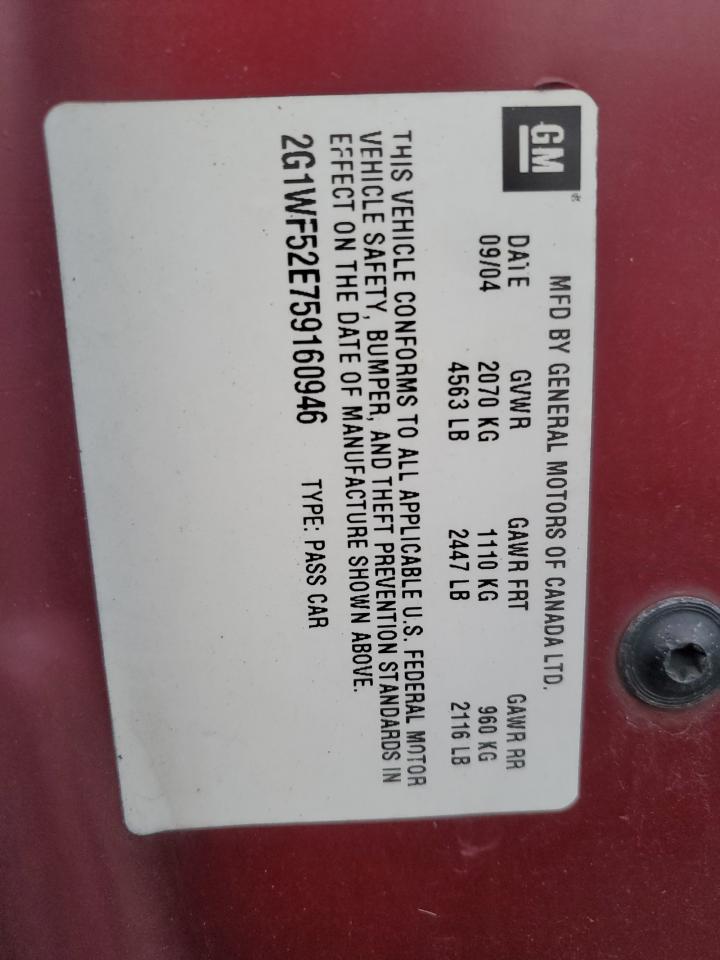 GM
MFD BY GENERAL MOTORS OF CANADA LTD.
DATE GVWR GAWR FRT GAWR RR
09/04 2070 KG 1110 KG 960 KG
4563 LB 2447 LB 2116 LB
THIS VEHICLE CONFORMS TO ALL APPLICABLE U.S. FEDERAL MOTOR
VEHICLE SAFETY, BUMPER, AND THEFT PREVENTION STANDARDS IN
EFFECT ON THE DATE OF MANUFACTURE SHOWN ABOVE.
2G1WF52E759160946 TYPE: PASS CAR